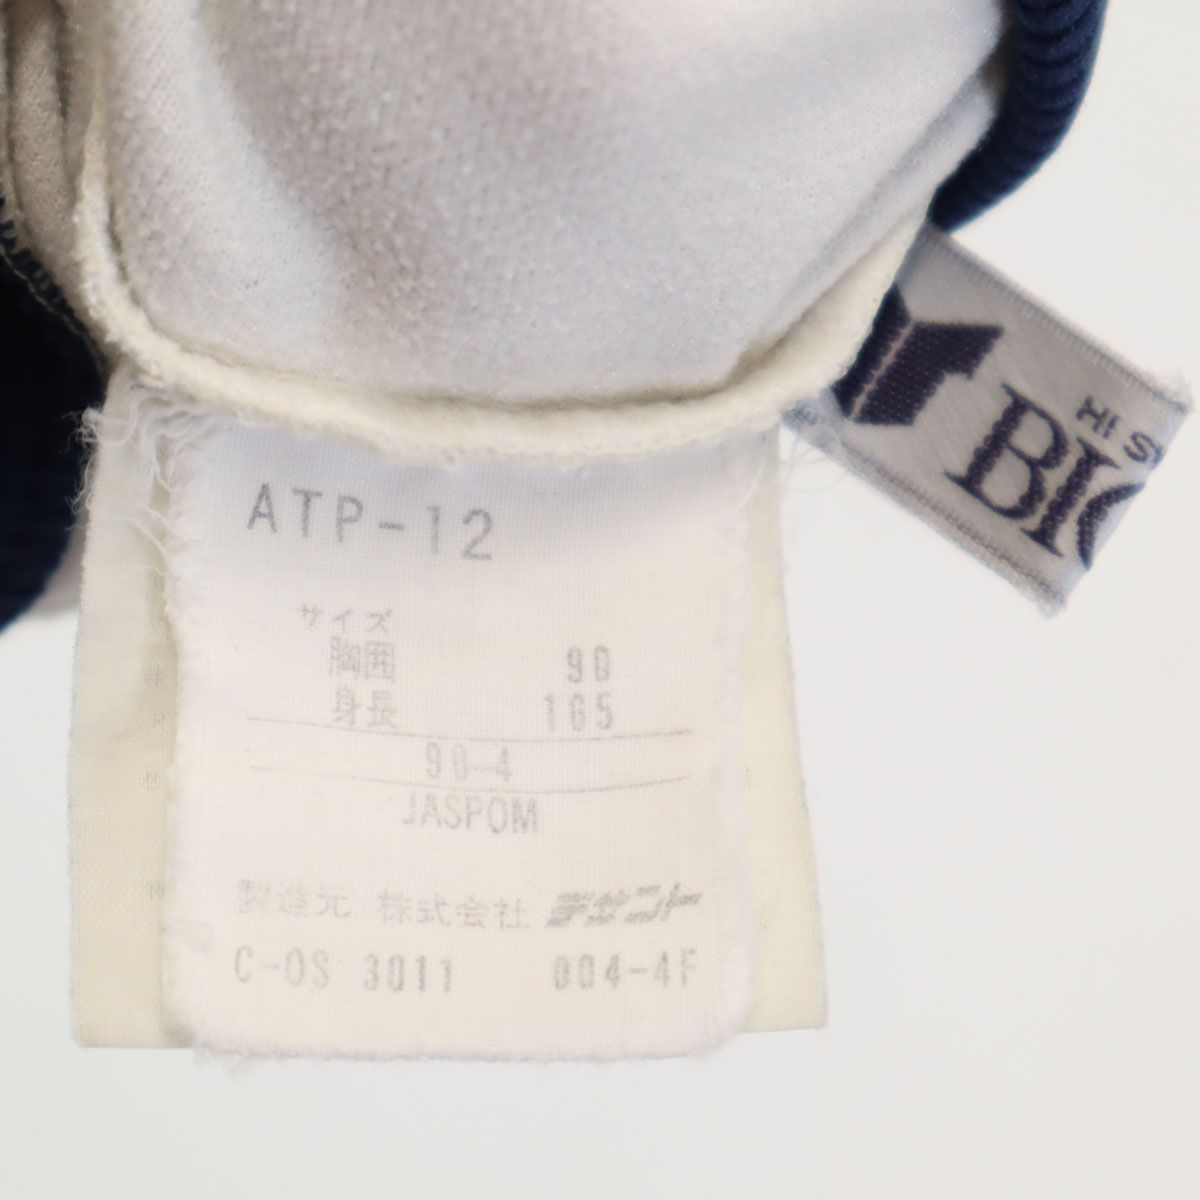 ATP-12
サイズ
胸囲 90
身長 165
90-4
JASPOM
製造元 株式会社 デサント
C-OS 3011 004-4F
HI